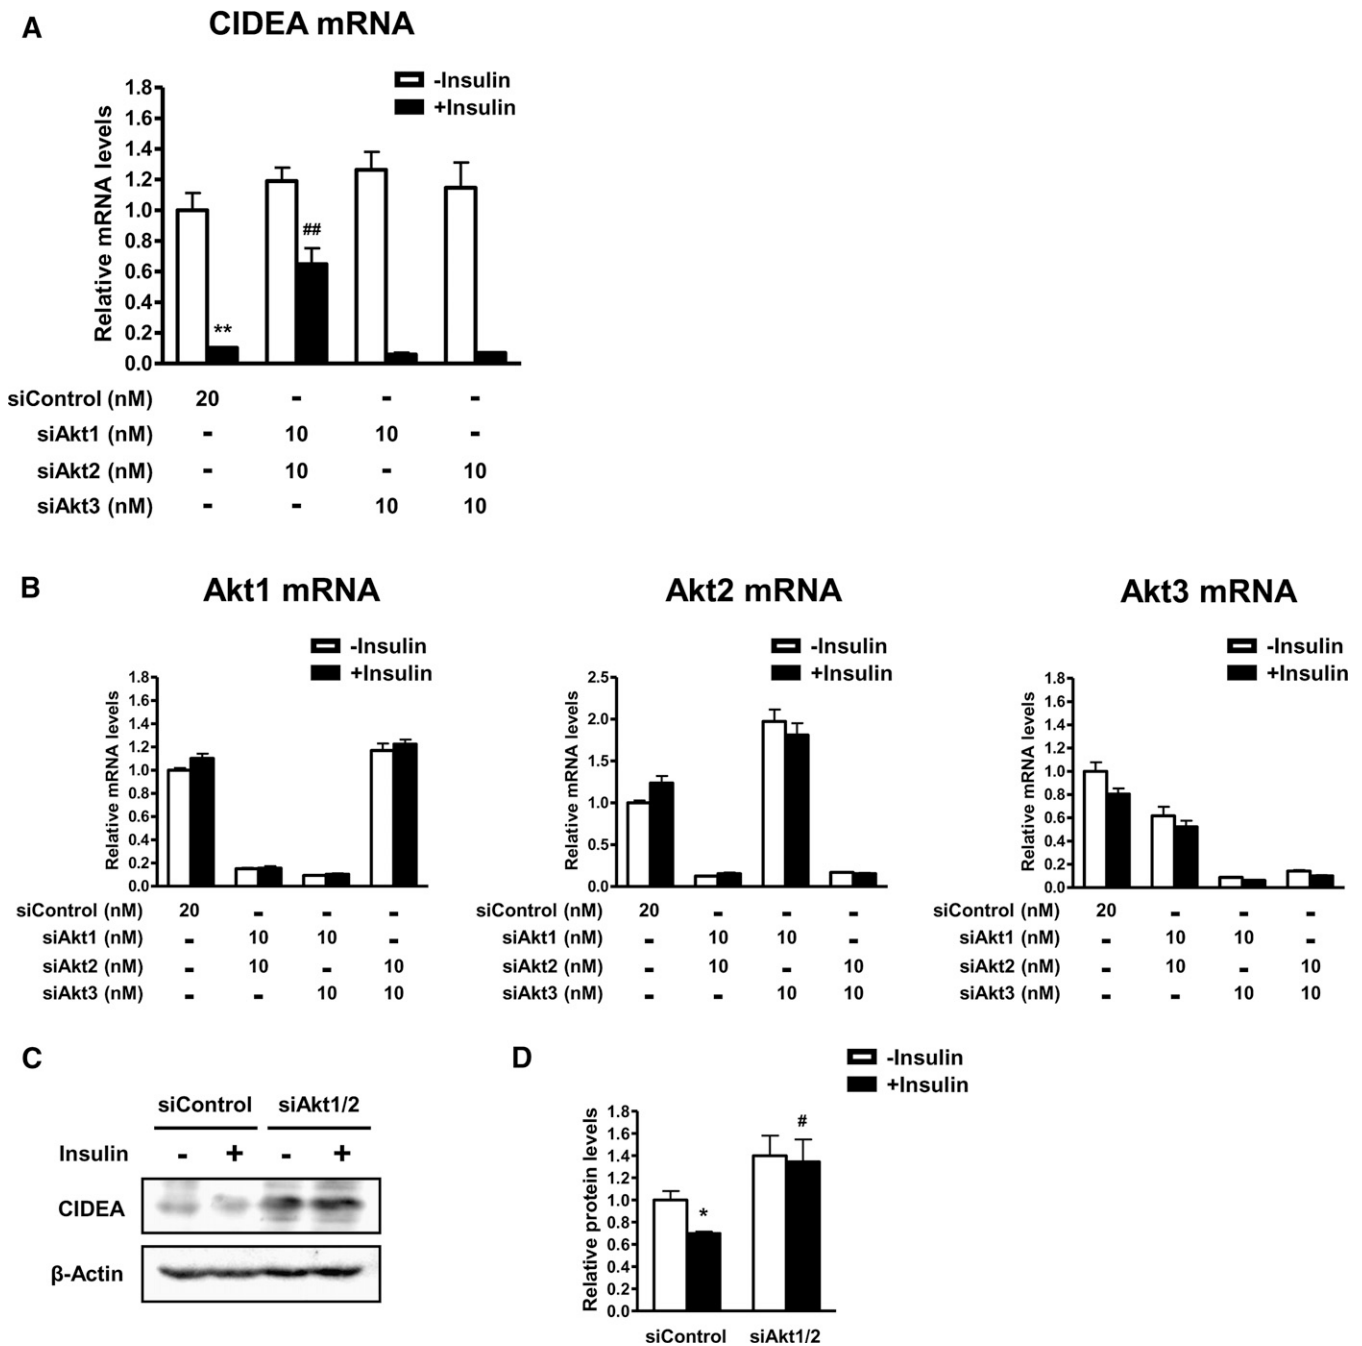 A
CIDEA mRNA
-Insulin
+Insulin
Relative mRNA levels
1.8
1.6
1.4
1.2
1.0
0.8
0.6
0.4
0.2
0.0
**
##
siControl (nM) 20 - - -
siAkt1 (nM) - 10 10 -
siAkt2 (nM) - 10 - 10
siAkt3 (nM) - - 10 10
B
Akt1 mRNA
-Insulin
+Insulin
Relative mRNA levels
1.8
1.6
1.4
1.2
1.0
0.8
0.6
0.4
0.2
0.0
siControl (nM) 20 - - -
siAkt1 (nM) - 10 10 -
siAkt2 (nM) - 10 - 10
siAkt3 (nM) - - 10 10
Akt2 mRNA
-Insulin
+Insulin
Relative mRNA levels
2.5
2.0
1.5
1.0
0.5
0.0
siControl (nM) 20 - - -
siAkt1 (nM) - 10 10 -
siAkt2 (nM) - 10 - 10
siAkt3 (nM) - - 10 10
Akt3 mRNA
-Insulin
+Insulin
Relative mRNA levels
1.8
1.6
1.4
1.2
1.0
0.8
0.6
0.4
0.2
0.0
siControl (nM) 20 - - -
siAkt1 (nM) - 10 10 -
siAkt2 (nM) - 10 - 10
siAkt3 (nM) - - 10 10
C
siControl siAkt1/2
Insulin - + - +
CIDEA
β-Actin
D
-Insulin
+Insulin
Relative protein levels
1.8
1.6
1.4
1.2
1.0
0.8
0.6
0.4
0.2
0.0
*
#
siControl siAkt1/2